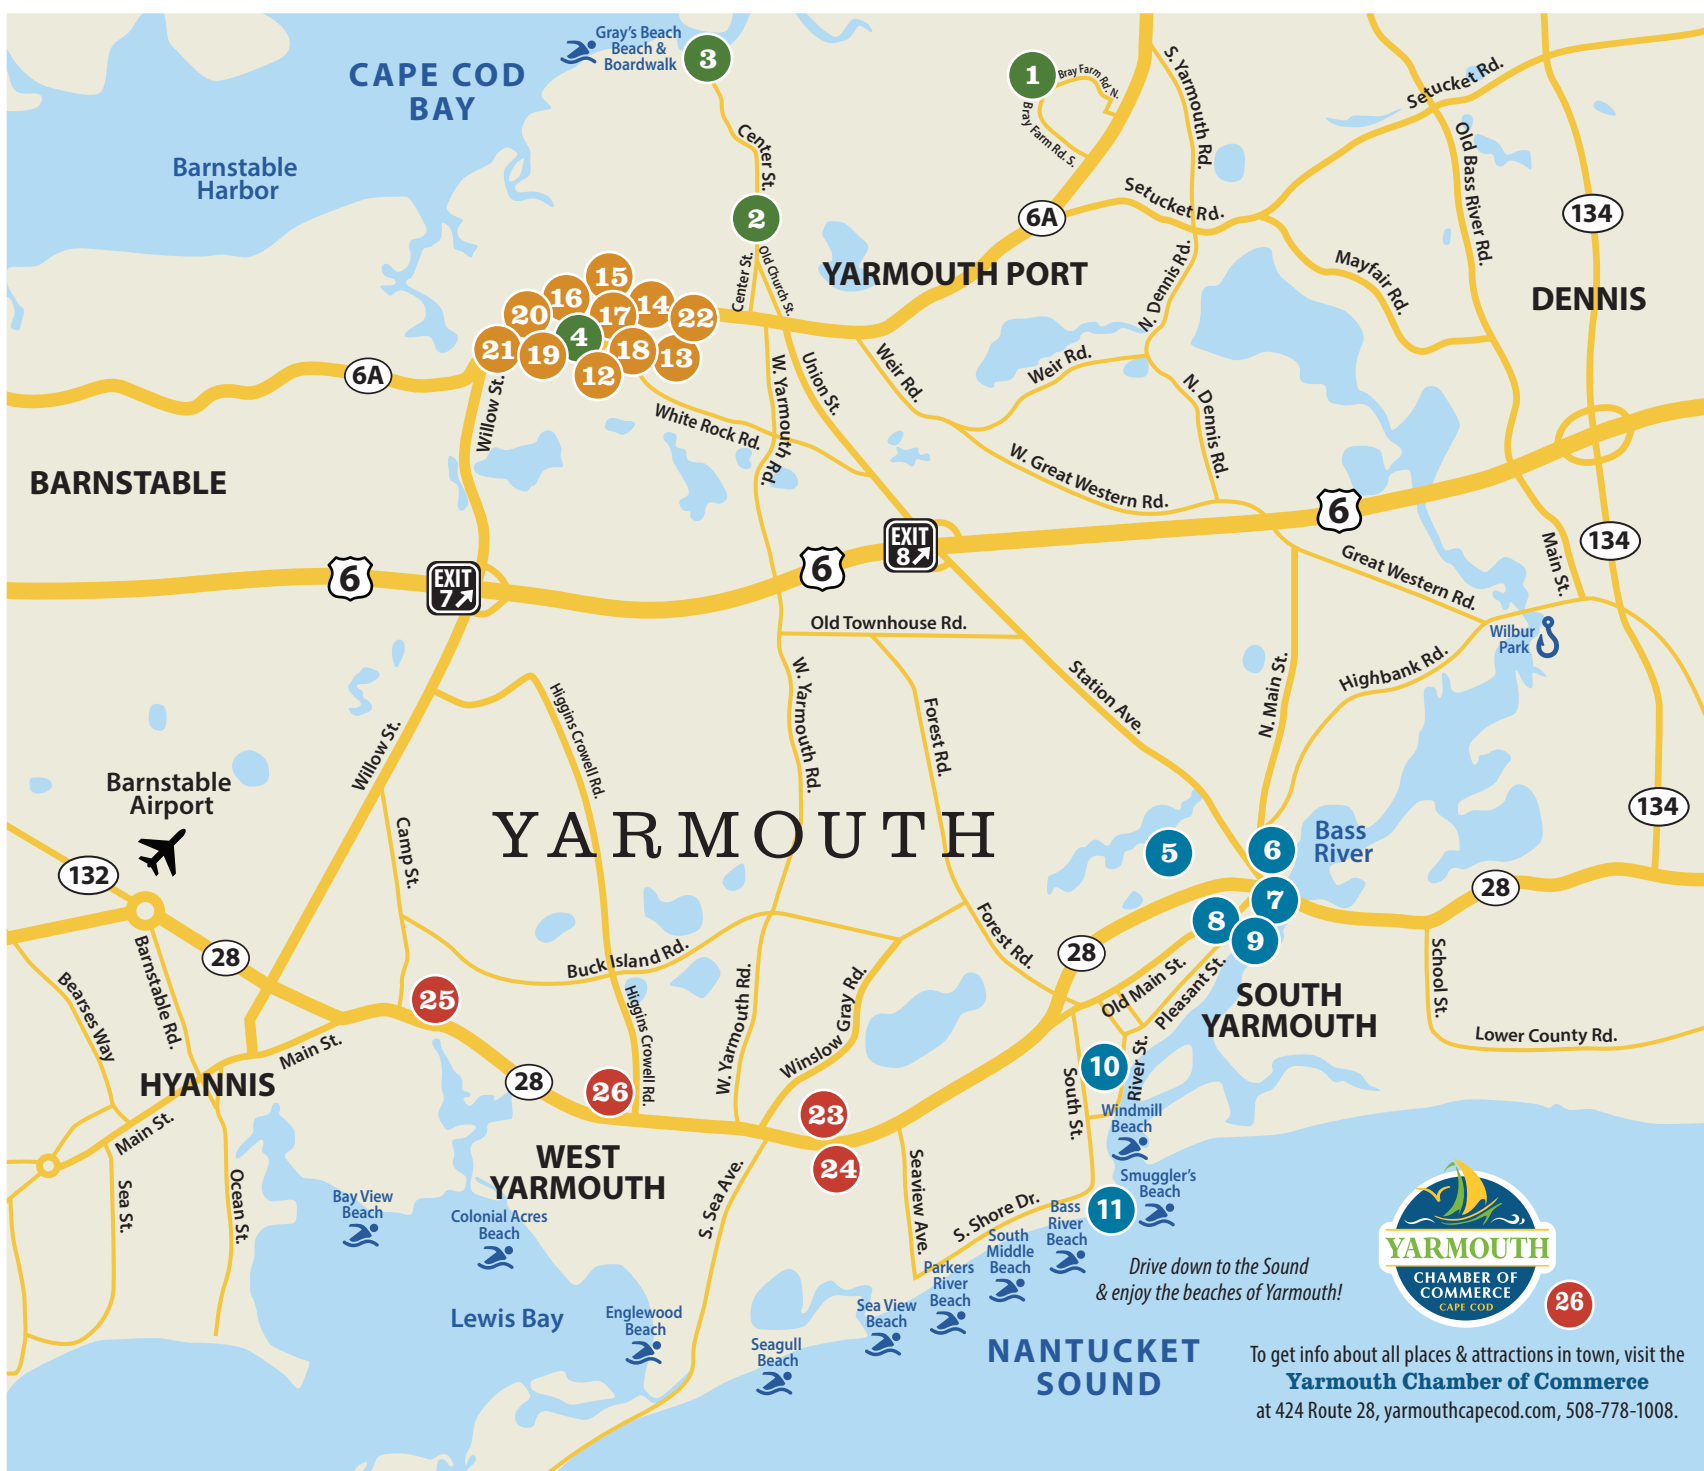 Gray's Beach
Beach &
Boardwalk
3
1
Bray Farm Rd. N.
Bray Farm Rd. S.
S. Yarmouth Rd.
Setucket Rd.
Old Bass River Rd.
CAPE COD
BAY
Barnstable
Harbor
Center St.
2
Setucket Rd.
6A
134
Center St.
Old Church St.
YARMOUTH PORT
N. Dennis Rd.
Mayfair Rd.
DENNIS
15
16
14
20
17
22
4
21
19
18
13
12
6A
Willow St.
White Rock Rd.
W. Yarmouth Rd.
Union St.
Weir Rd.
Weir Rd.
N. Dennis Rd.
W. Great Western Rd.
BARNSTABLE
6
EXIT
7
6
EXIT
8
6
134
Main St.
Great Western Rd.
Old Townhouse Rd.
Wilbur
Park
Highbank Rd.
N. Main St.
Station Ave.
W. Yarmouth Rd.
Forest Rd.
Higgins Crowell Rd.
Willow St.
Barnstable
Airport
YARMOUTH
134
Camp St.
132
5
6
Bass
River
7
8
9
28
28
28
Forest Rd.
Buck Island Rd.
Barnstable Rd.
Bearses Way
25
Higgins Crowell Rd.
W. Yarmouth Rd.
Winslow Gray Rd.
Old Main St.
Pleasant St.
SOUTH
YARMOUTH
School St.
Lower County Rd.
Main St.
HYANNIS
28
26
23
24
10
River St.
South St.
Windmill
Beach
Main St.
WEST
YARMOUTH
Sea St.
Ocean St.
Bay View
Beach
Colonial Acres
Beach
S. Sea Ave.
Seaview Ave.
S. Shore Dr.
Smuggler's
Beach
11
Bass
River
Beach
South
Middle
Beach
Parkers
River
Beach
Sea View
Beach
Seagull
Beach
Englewood
Beach
Lewis Bay
Drive down to the Sound
& enjoy the beaches of Yarmouth!
NANTUCKET
SOUND
YARMOUTH
CHAMBER OF
COMMERCE
CAPE COD
26
To get info about all places & attractions in town, visit the
Yarmouth Chamber of Commerce
at 424 Route 28, yarmouthcapecod.com, 508-778-1008.